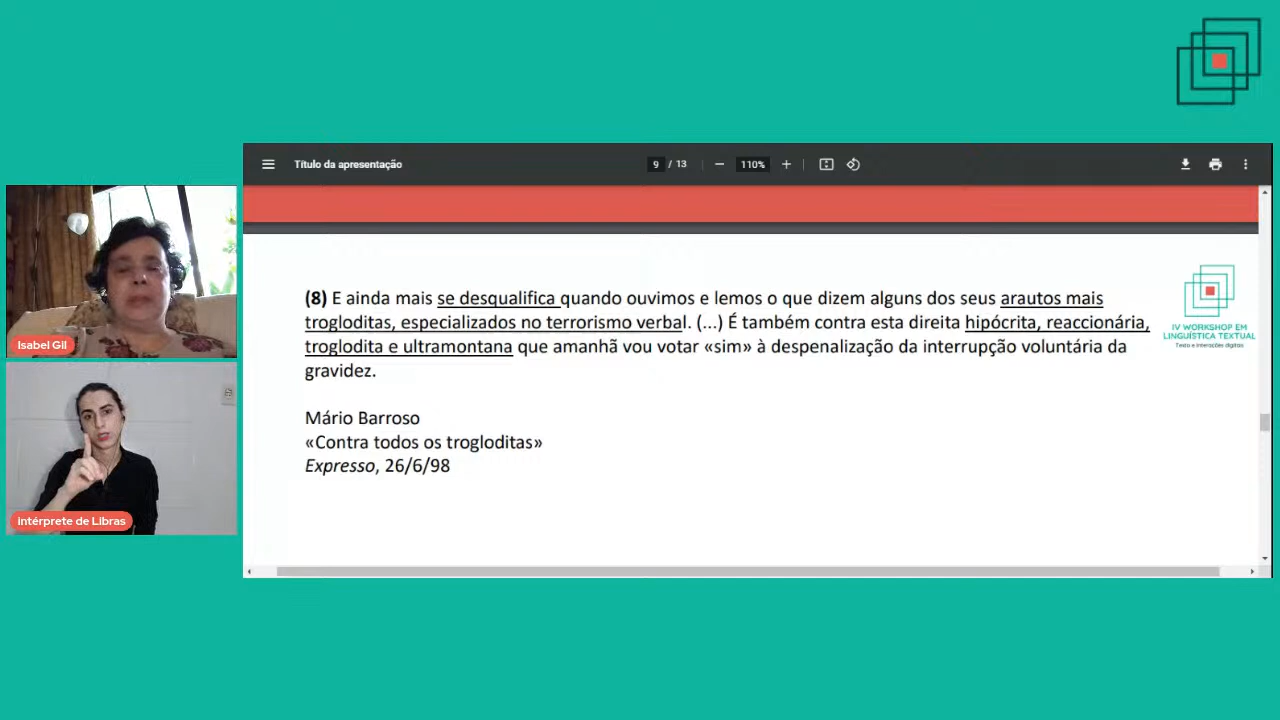 Título da apresentação
9 / 13
110%
(8) E ainda mais se desqualifica quando ouvimos e lemos o que dizem alguns dos seus arautos mais
trogloditas, especializados no terrorismo verbal. (...) É também contra esta direita hipócrita, reaccionária,
troglodita e ultramontana que amanhã vou votar «sim» à despenalização da interrupção voluntária da
gravidez.
Mário Barroso
«Contra todos os trogloditas»
Expresso, 26/6/98
IV WORKSHOP EM
LINGUÍSTICA TEXTUAL
Texto e interações digitais
Isabel Gil
Intérprete de Libras